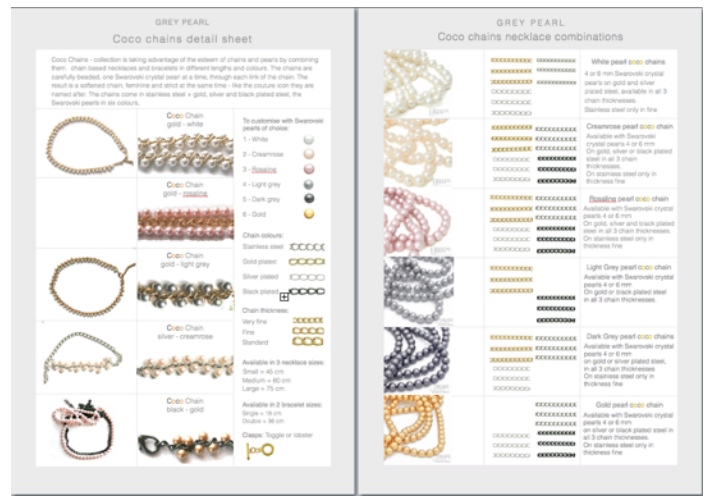 GREY PEARL
Coco chains detail sheet
Coco Chains - collection is taking advantage of the esteem of chains and pearls by combining
them. chain based necklaces and bracelets in different lengths and colours. The chains are
carefully beaded, one Swarovski crystal pearl at a time, through each link of the chain. The
result is a softened chain, feminine and strict at the same time - like the couture icon they are
named after. The chains come in stainless steel + gold, silver and black plated steel, the
Swarovski pearls in six colours.
Coco Chain
gold - white
Coco Chain
gold - rosaline
Coco Chain
gold - light grey
Coco Chain
silver - creamrose
Coco Chain
black - gold
To customise with Swarovski
pearls of choice:
1 - White
2 - Creamrose
3 - Rosaline
4 - Light grey
5 - Dark grey
6 - Gold
Chain colours:
Stainless steel
Gold plated
Silver plated
Black plated
Chain thickness:
Very fine
Fine
Standard
Available in 3 necklace sizes:
Small = 45 cm
Medium = 60 cm
Large = 75 cm
Available in 2 bracelet sizes:
Single = 18 cm
Double = 36 cm
Clasps: Toggle or lobster
GREY PEARL
Coco chains necklace combinations
White pearl coco chains
4 or 6 mm Swarovski crystal
pearls on gold and silver
plated steel, available in all 3
chain thicknesses.
Stainless steel only in fine
Creamrose pearl coco chain
Available with Swarovski
crystal pearls 4 or 6 mm
On gold, silver or black plated
steel in all 3 chain
thicknesses.
On stainless steel only in
thickness fine
Rosaline pearl coco chain
Available with Swarovski crystal
pearls 4 or 6 mm
On gold, silver and black plated
steel in all 3 chain thicknesses
On stainless steel only in
thickness fine
Light Grey pearl coco chain
Available with Swarovski crystal
pearls 4 or 6 mm
On gold or black plated steel
in all 3 chain thicknesses
Dark Grey pearl coco chains
Available with Swarovski crystal
pearls 4 or 6 mm
on gold or silver plated steel,
in all 3 chain thicknesses
On stainless steel only in
thickness fine
Gold pearl coco chain
Available with Swarovski crystal
pearls 4 or 6 mm
on silver or black plated steel in
all 3 chain thicknesses.
On stainless steel only in
thickness fine